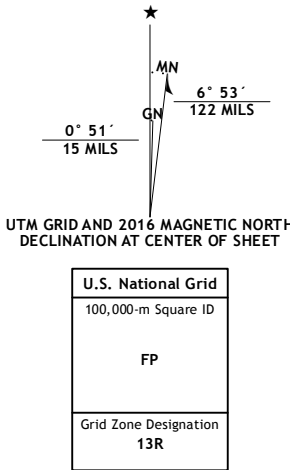 ★
MN
GN
6° 53´
122 MILS
0° 51´
15 MILS
UTM GRID AND 2016 MAGNETIC NORTH
DECLINATION AT CENTER OF SHEET
U.S. National Grid
100,000-m Square ID
FP
Grid Zone Designation
13R